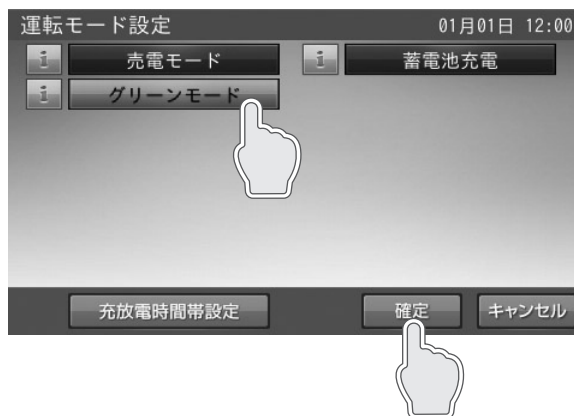 運転モード設定 01月01日 12:00
i 売電モード i 蓄電池充電
i グリーンモード
充放電時間帯設定 確定 キャンセル